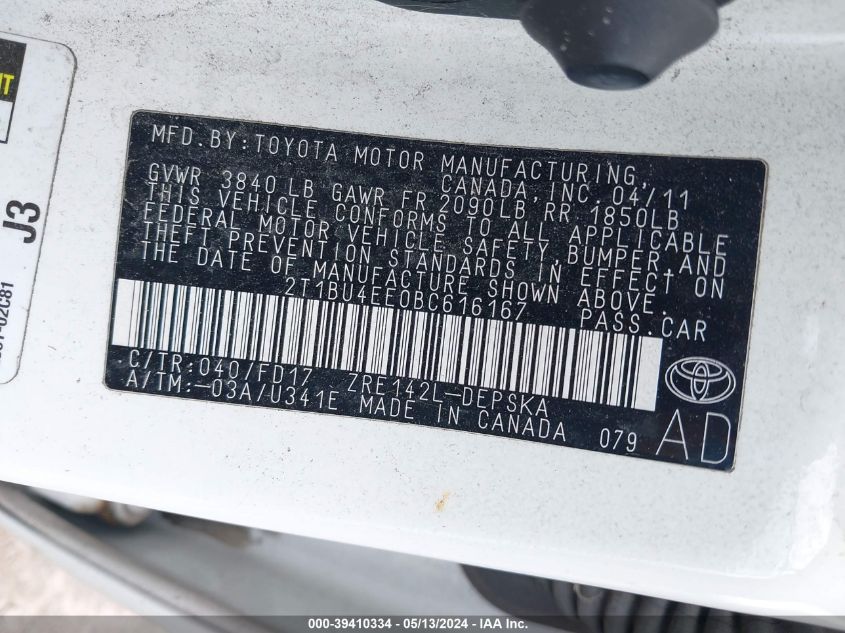 MFD.BY:TOYOTA MOTOR MANUFACTURING,
CANADA, INC. 04/11
GVWR 3840 LB GAWR FR 2090LB RR 1850LB
THIS VEHICLE CONFORMS TO ALL APPLICABLE
FEDERAL MOTOR VEHICLE SAFETY, BUMPER AND
THEFT PREVENTION STANDARDS IN EFFECT ON
THE DATE OF MANUFACTURE SHOWN ABOVE.
2T1BU4EE0BC616167 PASS.CAR
C/TR:040/FD17 ZRE142L-DEPSKA
A/TM:-03A/U341E MADE IN CANADA 079
AD
J3
02C81
000-39410334 - 05/13/2024 - IAA Inc.